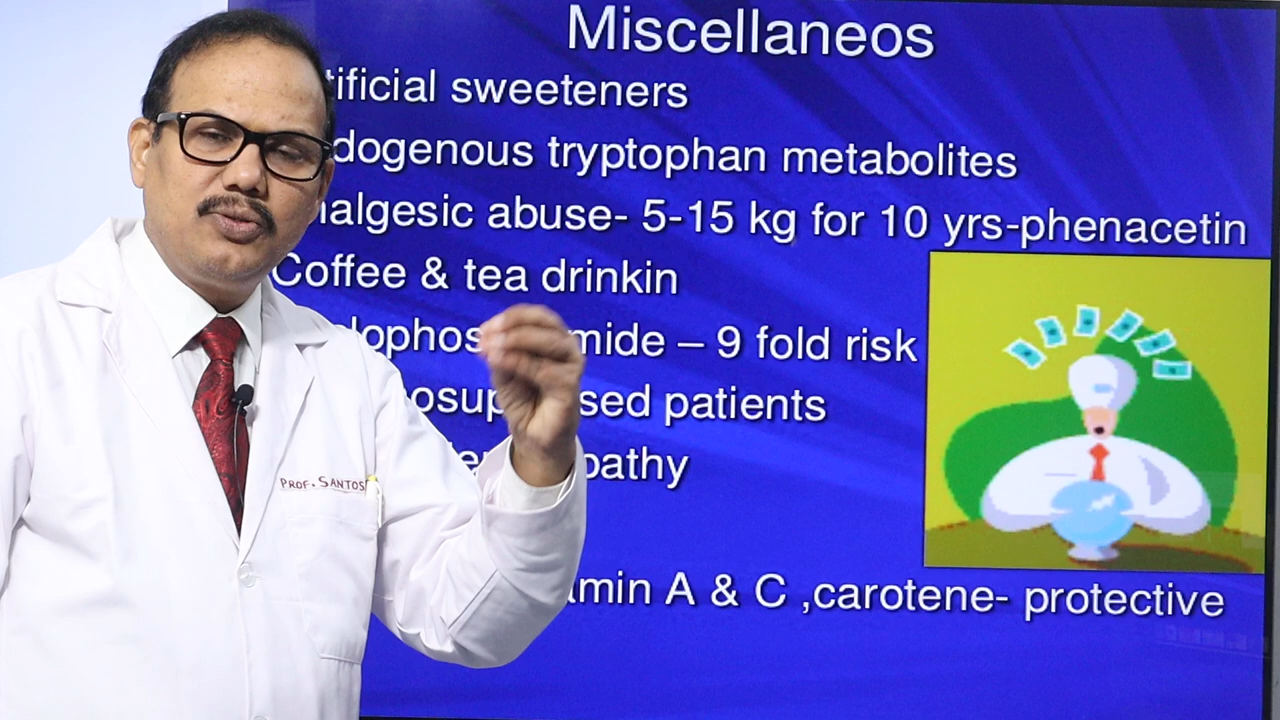 Miscellaneos
tificial sweeteners
dogenous tryptophan metabolites
nalgesic abuse- 5-15 kg for 10 yrs-phenacetin
Coffee & tea drinkin
lophos mide – 9 fold risk
osup sed patients
pathy
amin A & C ,carotene- protective
PROF. SANTOS